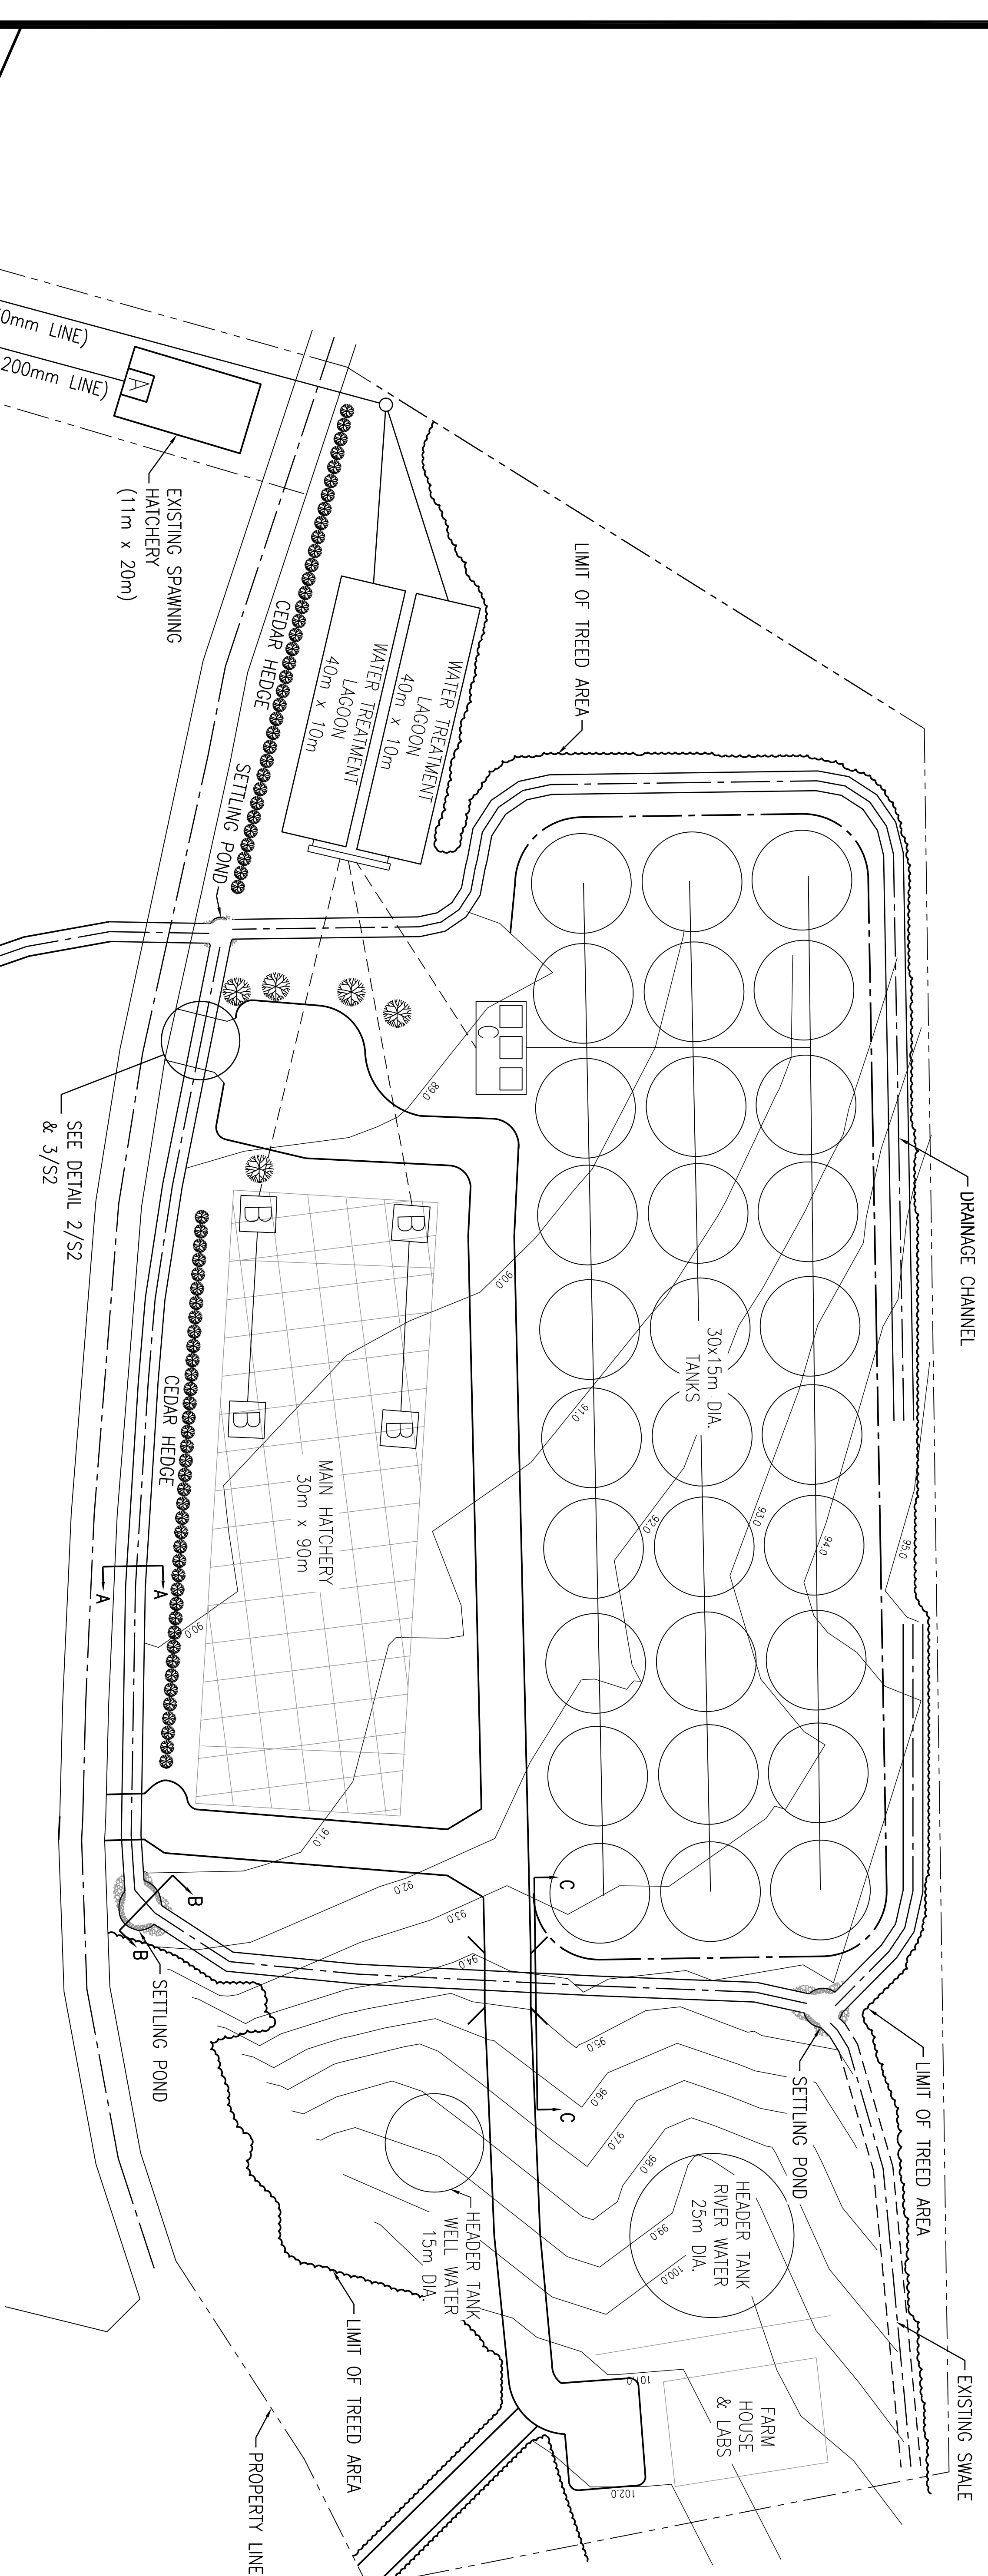 0mm LINE)
200mm LINE)
A
EXISTING SPAWNING
HATCHERY
(11m x 20m)
CEDAR HEDGE
SETTLING POND
WATER TREATMENT
LAGOON
40m x 10m
WATER TREATMENT
LAGOON
40m x 10m
LIMIT OF TREED AREA
DRAINAGE CHANNEL
C
89.0
SEE DETAIL 2/S2
& 3/S2
B
B
B
B
90.0
30x15m DIA.
TANKS
91.0
92.0
93.0
94.0
95.0
CEDAR HEDGE
MAIN HATCHERY
30m x 90m
A
A
90.0
91.0
92.0
93.0
94.0
B
B
C
C
SETTLING POND
SETTLING POND
LIMIT OF TREED AREA
95.0
96.0
97.0
98.0
99.0
100.0
HEADER TANK
RIVER WATER
25m DIA.
HEADER TANK
WELL WATER
15m DIA.
LIMIT OF TREED AREA
EXISTING SWALE
FARM
HOUSE
& LABS
101.0
102.0
PROPERTY LINE